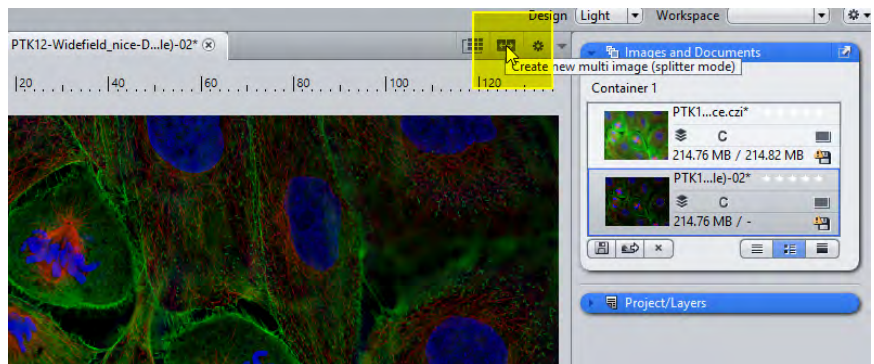 Design Light Workspace
PTK12-Widefield_nice-D...le)-02*
Create new multi image (splitter mode)
20 40 60 80 100 120
Images and Documents
Container 1
PTK1...ce.czi*
C
214.76 MB / 214.82 MB
PTK1...le)-02*
C
214.76 MB / -
Project/Layers